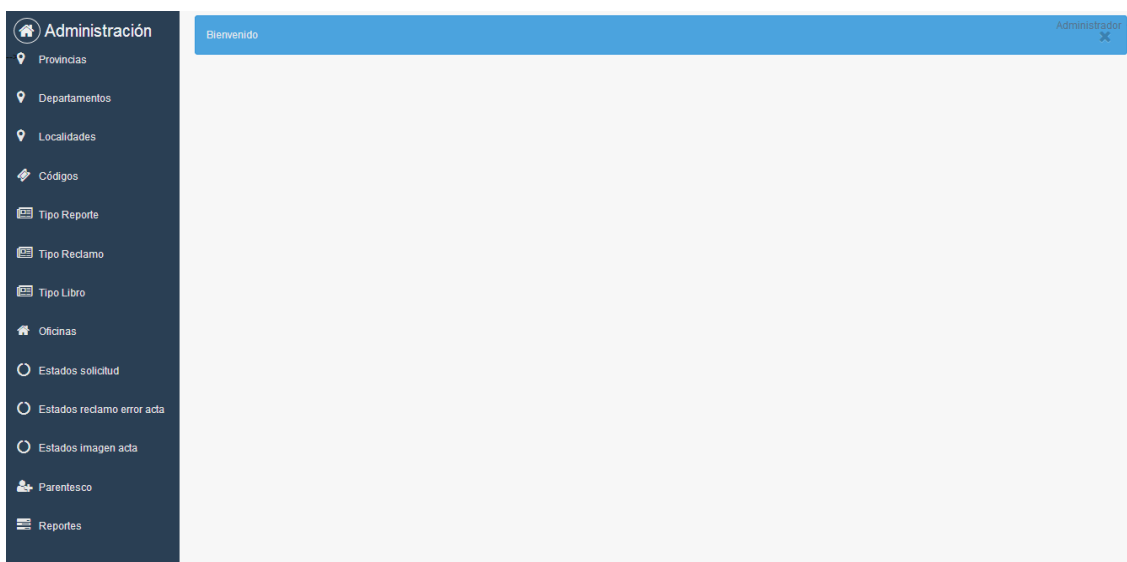 Administración
Provincias
Departamentos
Localidades
Códigos
Tipo Reporte
Tipo Reclamo
Tipo Libro
Oficinas
Estados solicitud
Estados reclamo error acta
Estados imagen acta
Parentesco
Reportes
Bienvenido
Administrador